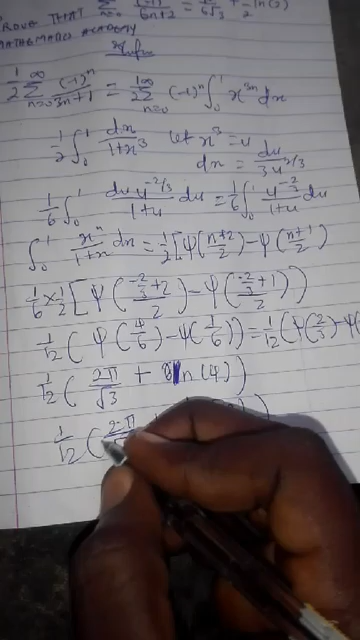 PROVE THAT ∑ (-1)^n/(6n+2) = π/(6√3) + 1/2 ln(2)
MATHEMATICS ACADEMY
1/2 ∑_{n=0}^∞ (-1)^n/(3n+1) = 1/2 ∑_{n=0}^∞ (-1)^n ∫_0^1 x^{3n} dx
1/2 ∫_0^1 dx/(1+x^3) let x^3 = u
dx = du/(3u^{2/3})
1/6 ∫_0^1 du u^{-2/3}/(1+u) du = 1/6 ∫_0^1 u^{-2/3}/(1+u) du
∫_0^1 x^n/(1+x) dx = 1/2 [ψ((n+2)/2) - ψ((n+1)/2)
1/6 × 1/2 [ψ((-2/3+2)/2) - ψ((-2/3+1)/2))
1/12 (ψ(4/6) - ψ(1/6)) = 1/12 (ψ(2/3) - ψ(
1/12 (2π/√3 + ln(4))
1/12 (2π